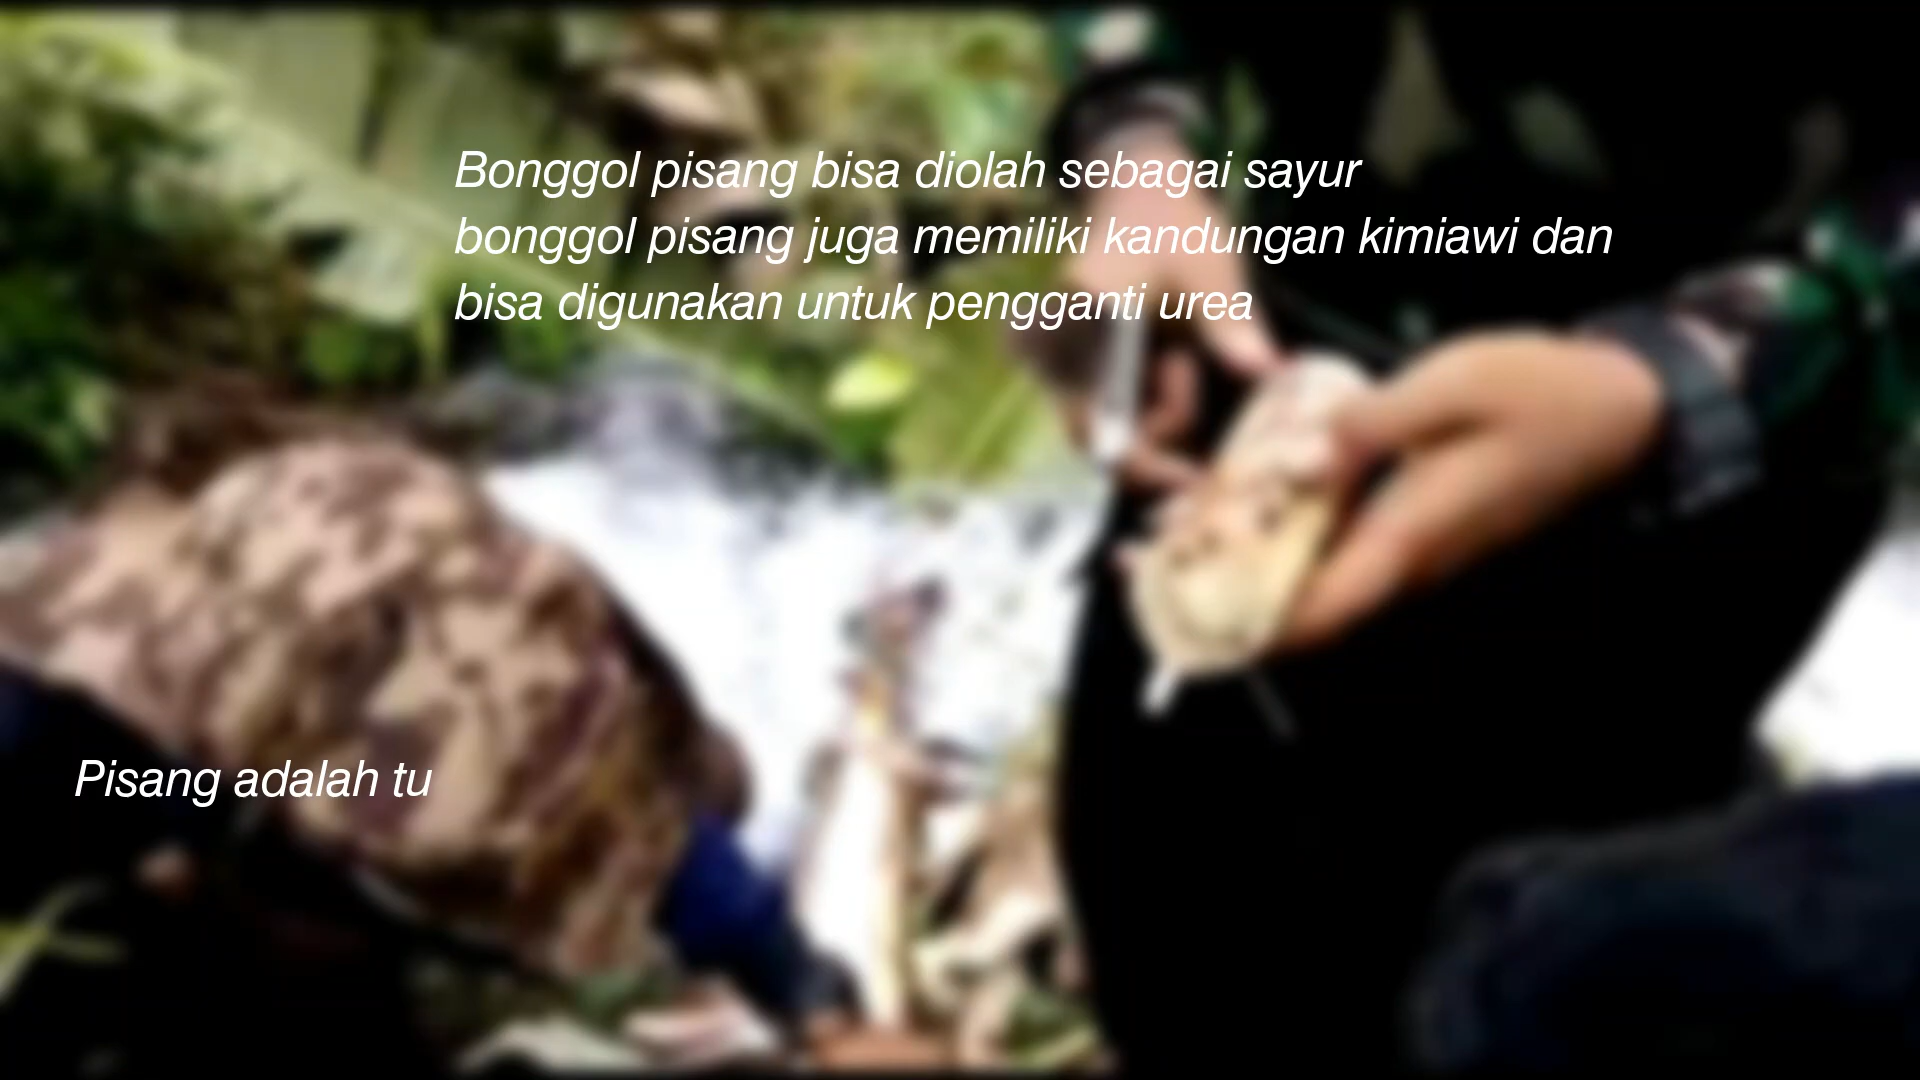 Bonggol pisang bisa diolah sebagai sayur
bonggol pisang juga memiliki kandungan kimiawi dan
bisa digunakan untuk pengganti urea
Pisang adalah tu